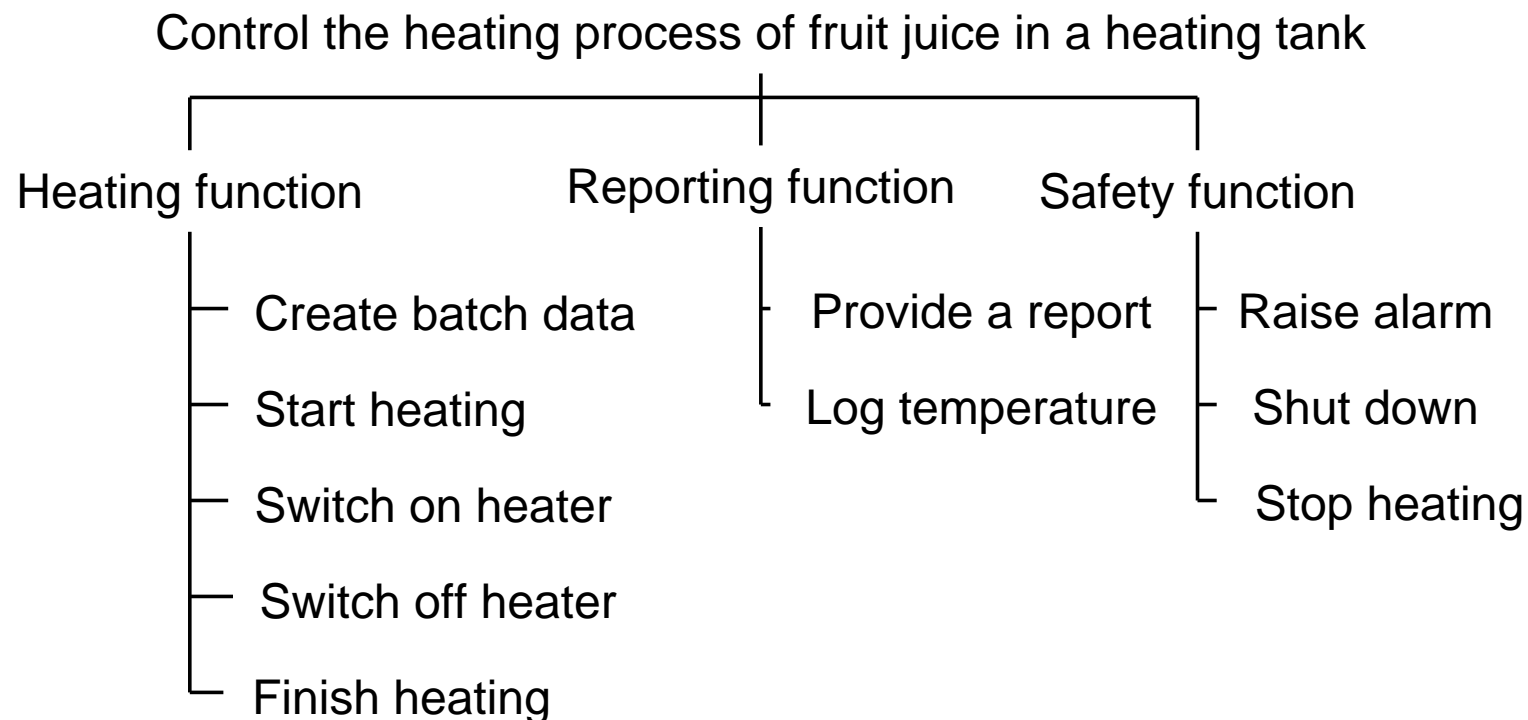 Control the heating process of fruit juice in a heating tank
Heating function
Create batch data
Start heating
Switch on heater
Switch off heater
Finish heating
Reporting function
Provide a report
Log temperature
Safety function
Raise alarm
Shut down
Stop heating